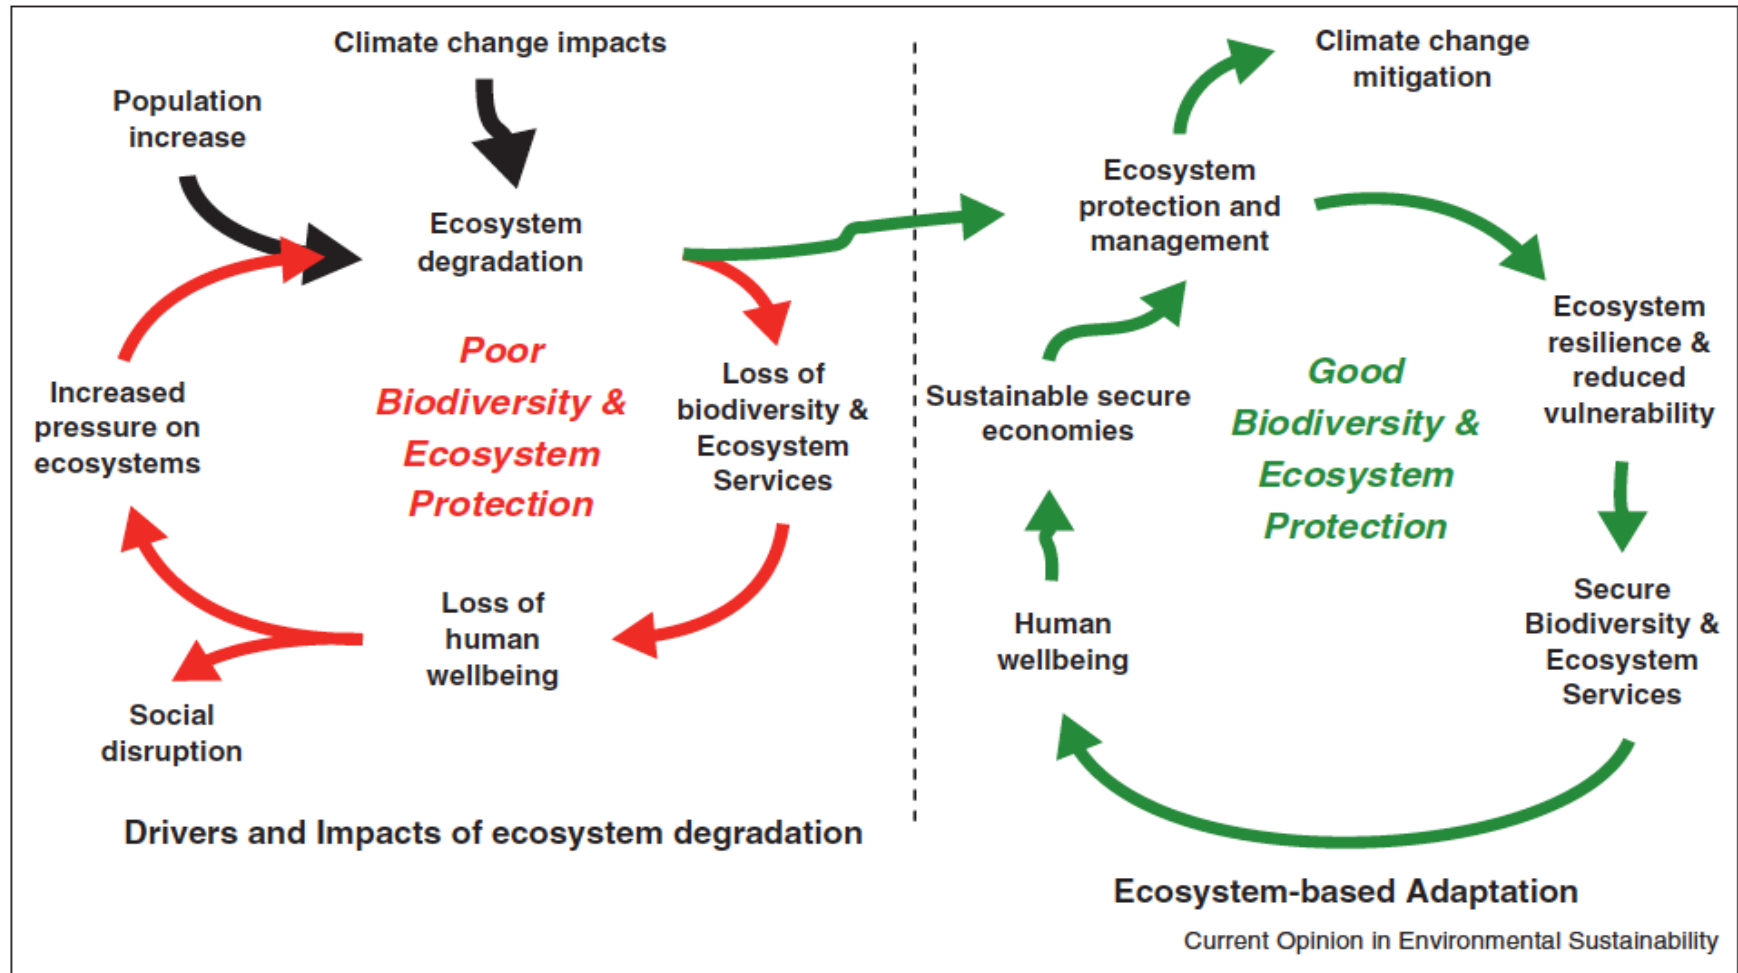 Climate change impacts
Population
increase
Ecosystem
degradation
Poor
Biodiversity &
Ecosystem
Protection
Increased
pressure on
ecosystems
Loss of
biodiversity &
Ecosystem
Services
Loss of
human
wellbeing
Social
disruption
Drivers and Impacts of ecosystem degradation
Climate change
mitigation
Ecosystem
protection and
management
Ecosystem
resilience &
reduced
vulnerability
Sustainable secure
economies
Good
Biodiversity &
Ecosystem
Protection
Secure
Biodiversity &
Ecosystem
Services
Human
wellbeing
Ecosystem-based Adaptation
Current Opinion in Environmental Sustainability